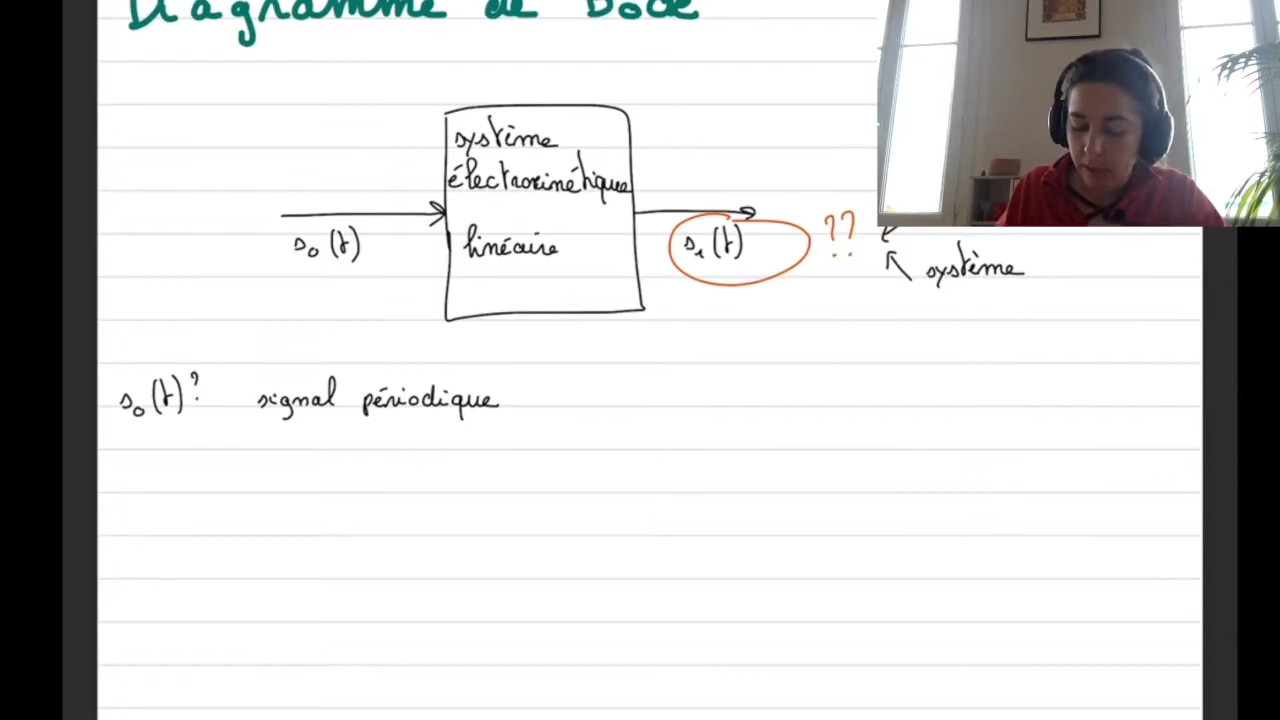 Diagramme de Bode
système
électrocinétique
s₀(t) linéaire s₁(t) ??
système
s₀(t)? signal périodique